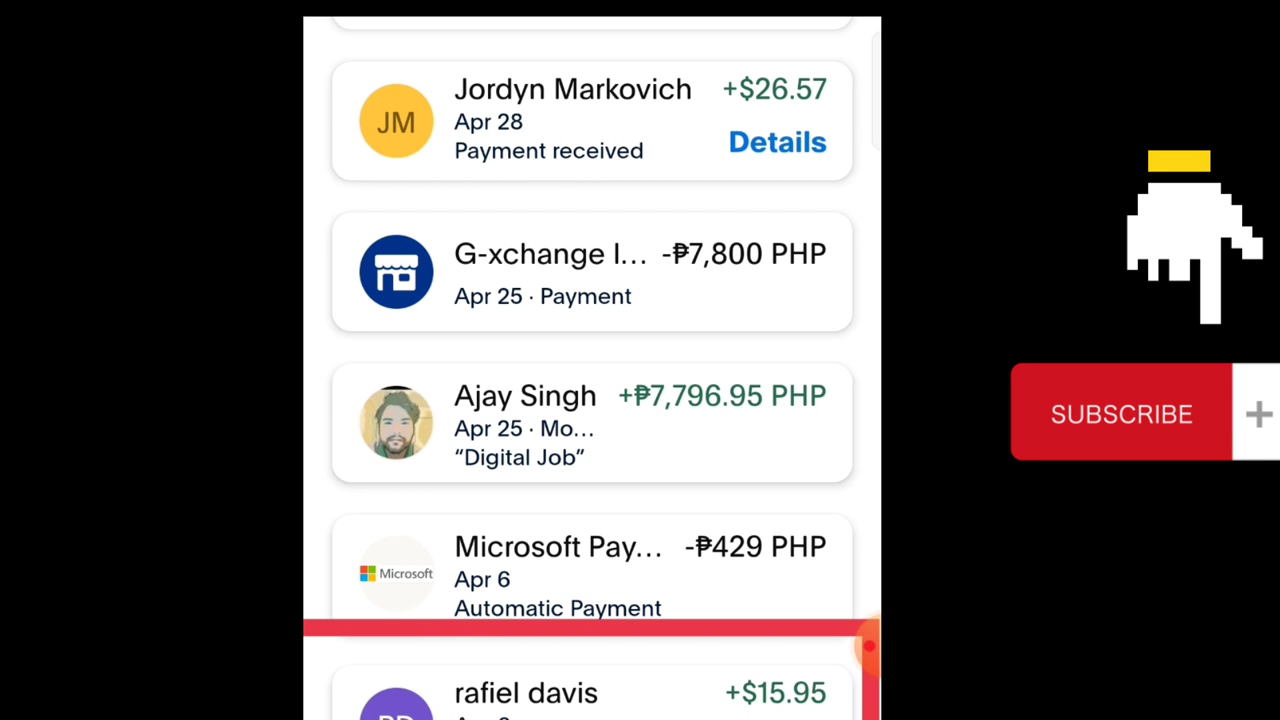 Jordyn Markovich +$26.57
Apr 28
Payment received Details
JM
G-xchange I... -₱7,800 PHP
Apr 25 · Payment
Ajay Singh +₱7,796.95 PHP
Apr 25 · Mo...
“Digital Job”
Microsoft Pay... -₱429 PHP
Microsoft
Apr 6
Automatic Payment
rafiel davis +$15.95
SUBSCRIBE +